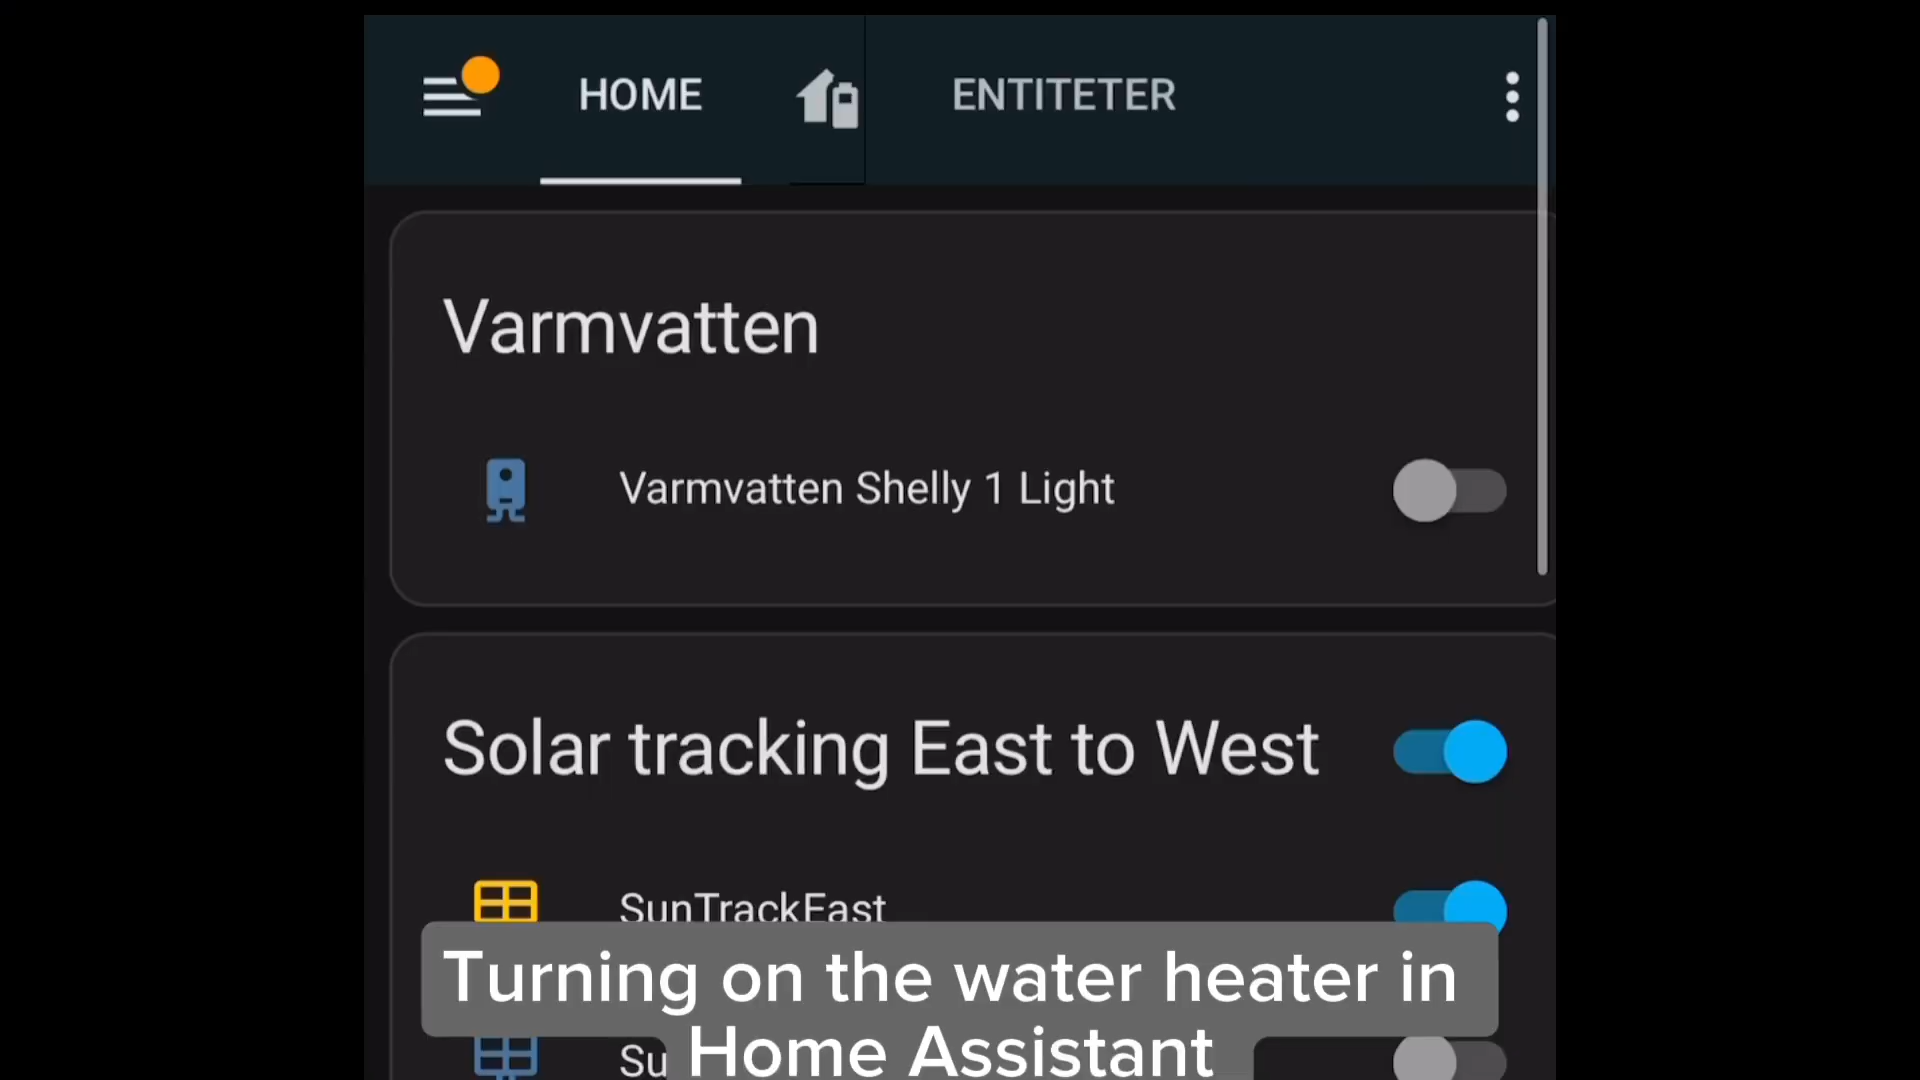 HOME
ENTITETER
Varmvatten
Varmvatten Shelly 1 Light
Solar tracking East to West
SunTrackEast
Turning on the water heater in
Home Assistant